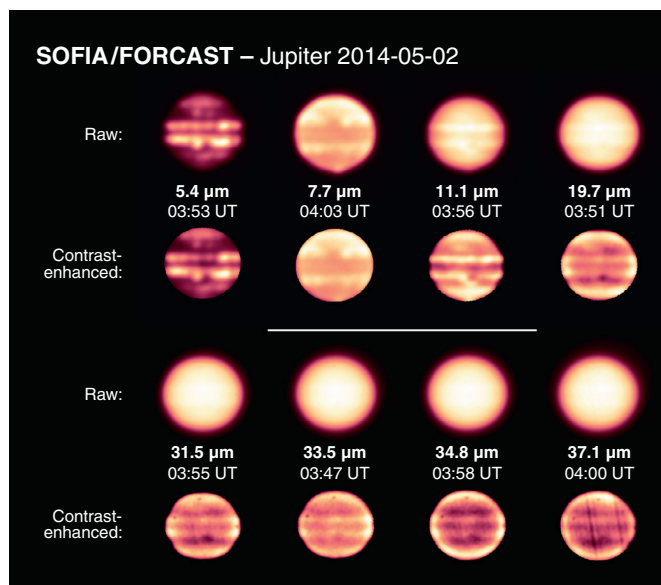 SOFIA/FORCAST – Jupiter 2014-05-02
Raw:
5.4 µm 7.7 µm 11.1 µm 19.7 µm
03:53 UT 04:03 UT 03:56 UT 03:51 UT
Contrast-
enhanced:
Raw:
31.5 µm 33.5 µm 34.8 µm 37.1 µm
03:55 UT 03:47 UT 03:58 UT 04:00 UT
Contrast-
enhanced: